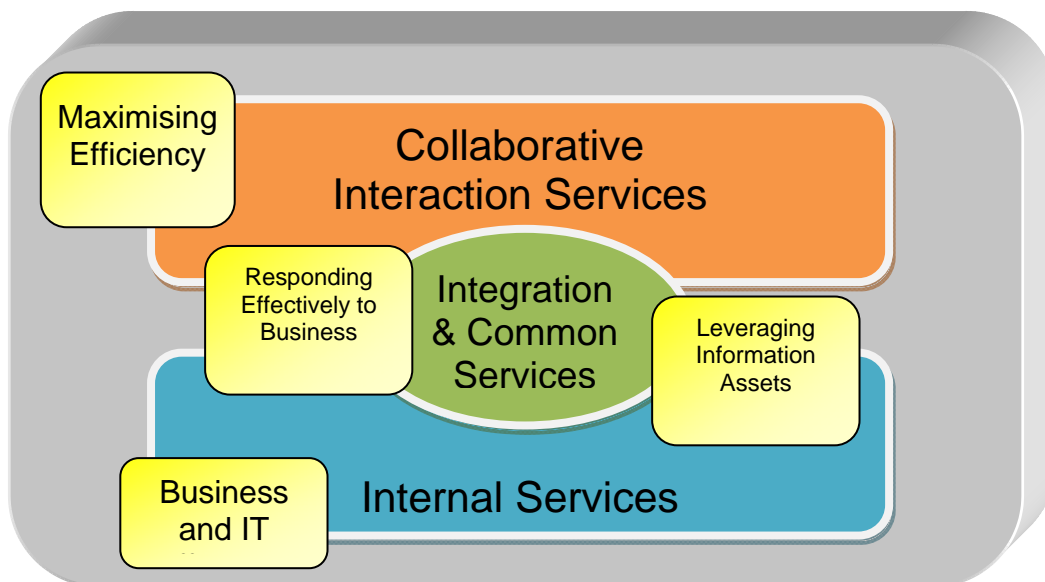 Maximising
Efficiency
Collaborative
Interaction Services
Responding
Effectively to
Business
Integration
& Common
Services
Leveraging
Information
Assets
Business
and IT
Internal Services